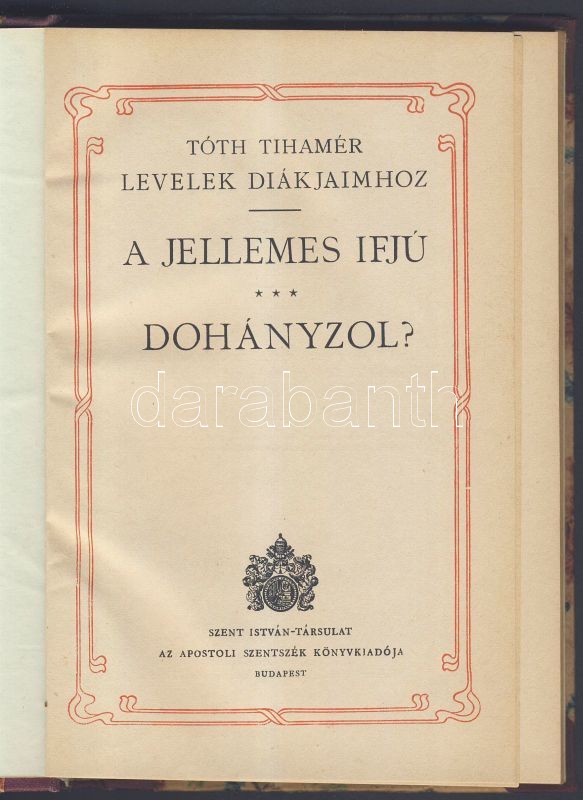 TÓTH TIHAMÉR
LEVELEK DIÁKJAIMHOZ
A JELLEMES IFJÚ
* * *
DOHÁNYZOL?
darabanth
SZENT ISTVÁN-TÁRSULAT
AZ APOSTOLI SZENTSZÉK KÖNYVKIADÓJA
BUDAPEST